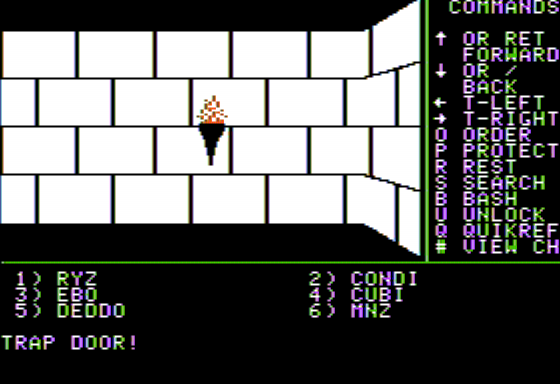 COMMANDS
↑ OR RET
FORWARD
↓ OR /
BACK
← T-LEFT
→ T-RIGHT
O ORDER
P PROTECT
R REST
S SEARCH
B BASH
U UNLOCK
Q QUIKREF
# VIEW CH
1) RYZ 2) CONDI
3) EBO 4) CUBI
5) DEDDO 6) MNZ
TRAP DOOR!